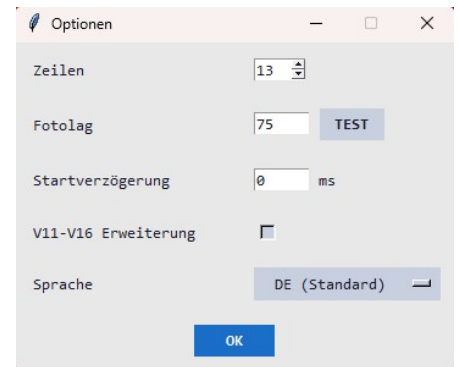 Optionen
Zeilen 13
Fotolag 75 TEST
Startverzögerung 0 ms
V11-V16 Erweiterung
Sprache DE (Standard)
OK